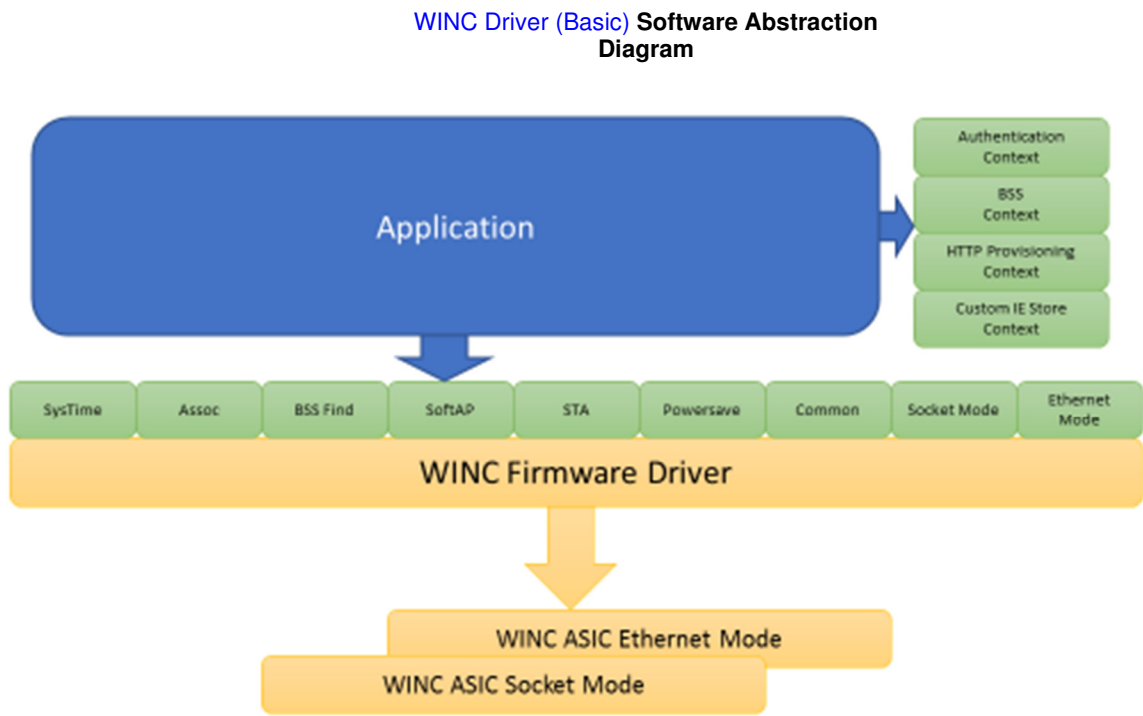 WINC Driver (Basic) Software Abstraction
Diagram
Application
Authentication
Context
BSS
Context
HTTP Provisioning
Context
Custom IE Store
Context
SysTime
Assoc
BSS Find
SoftAP
STA
Powersave
Common
Socket Mode
Ethernet
Mode
WINC Firmware Driver
WINC ASIC Ethernet Mode
WINC ASIC Socket Mode